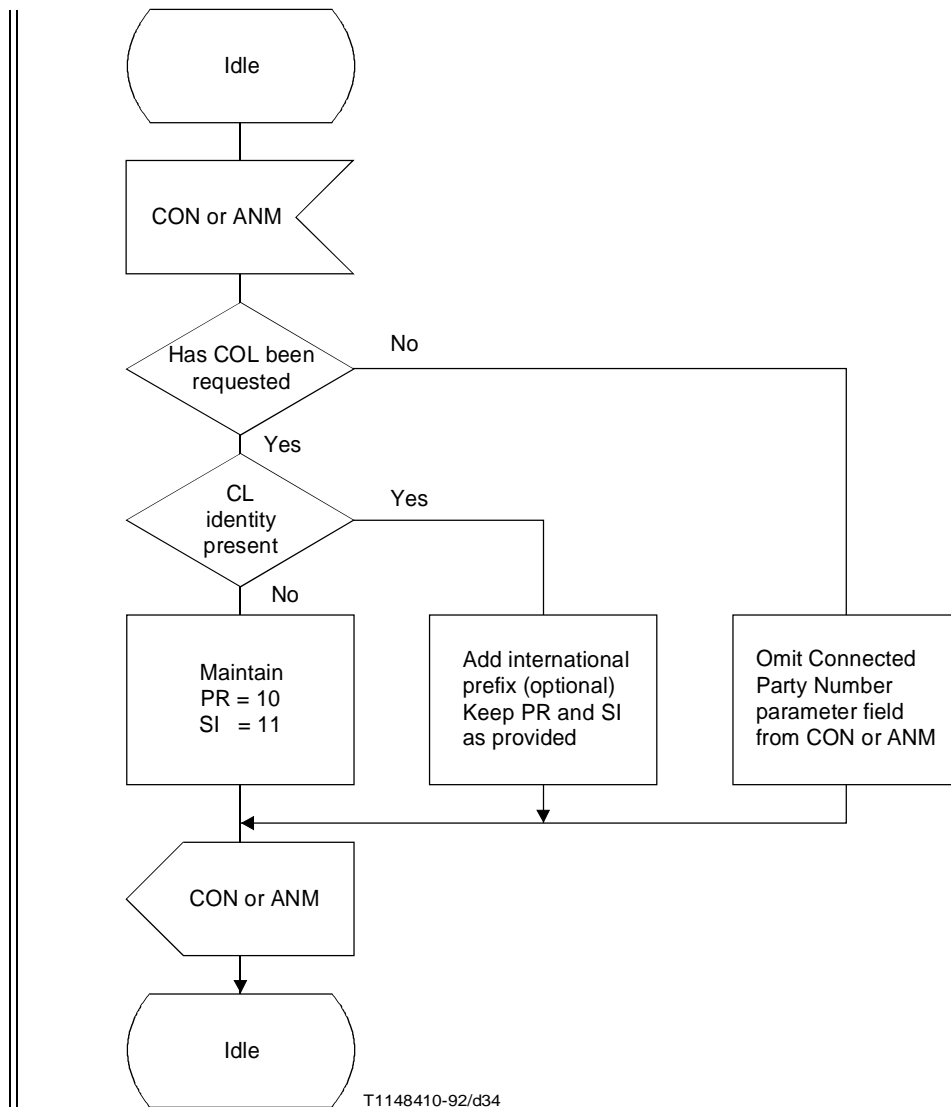 Idle
CON or ANM
Has COL been
requested
No
Yes
CL
identity
present
Yes
No
Maintain
PR = 10
SI = 11
Add international
prefix (optional)
Keep PR and SI
as provided
Omit Connected
Party Number
parameter field
from CON or ANM
CON or ANM
Idle
T1148410-92/d34